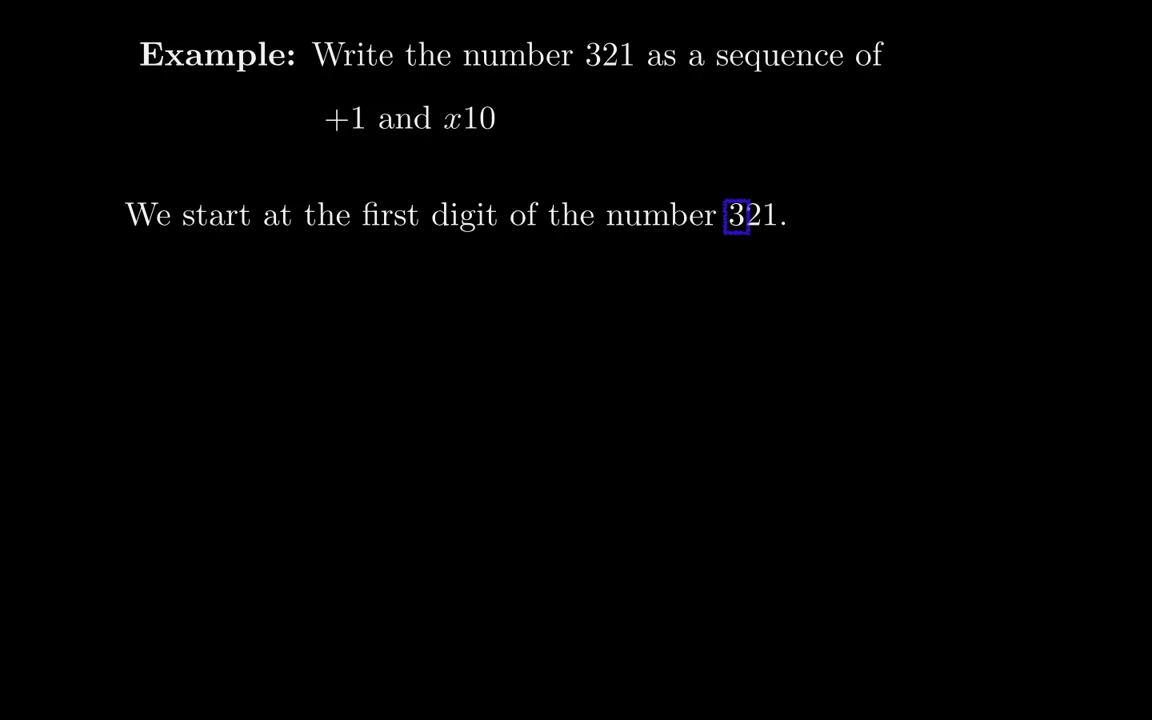 Example: Write the number 321 as a sequence of
+1 and x10
We start at the first digit of the number 321.